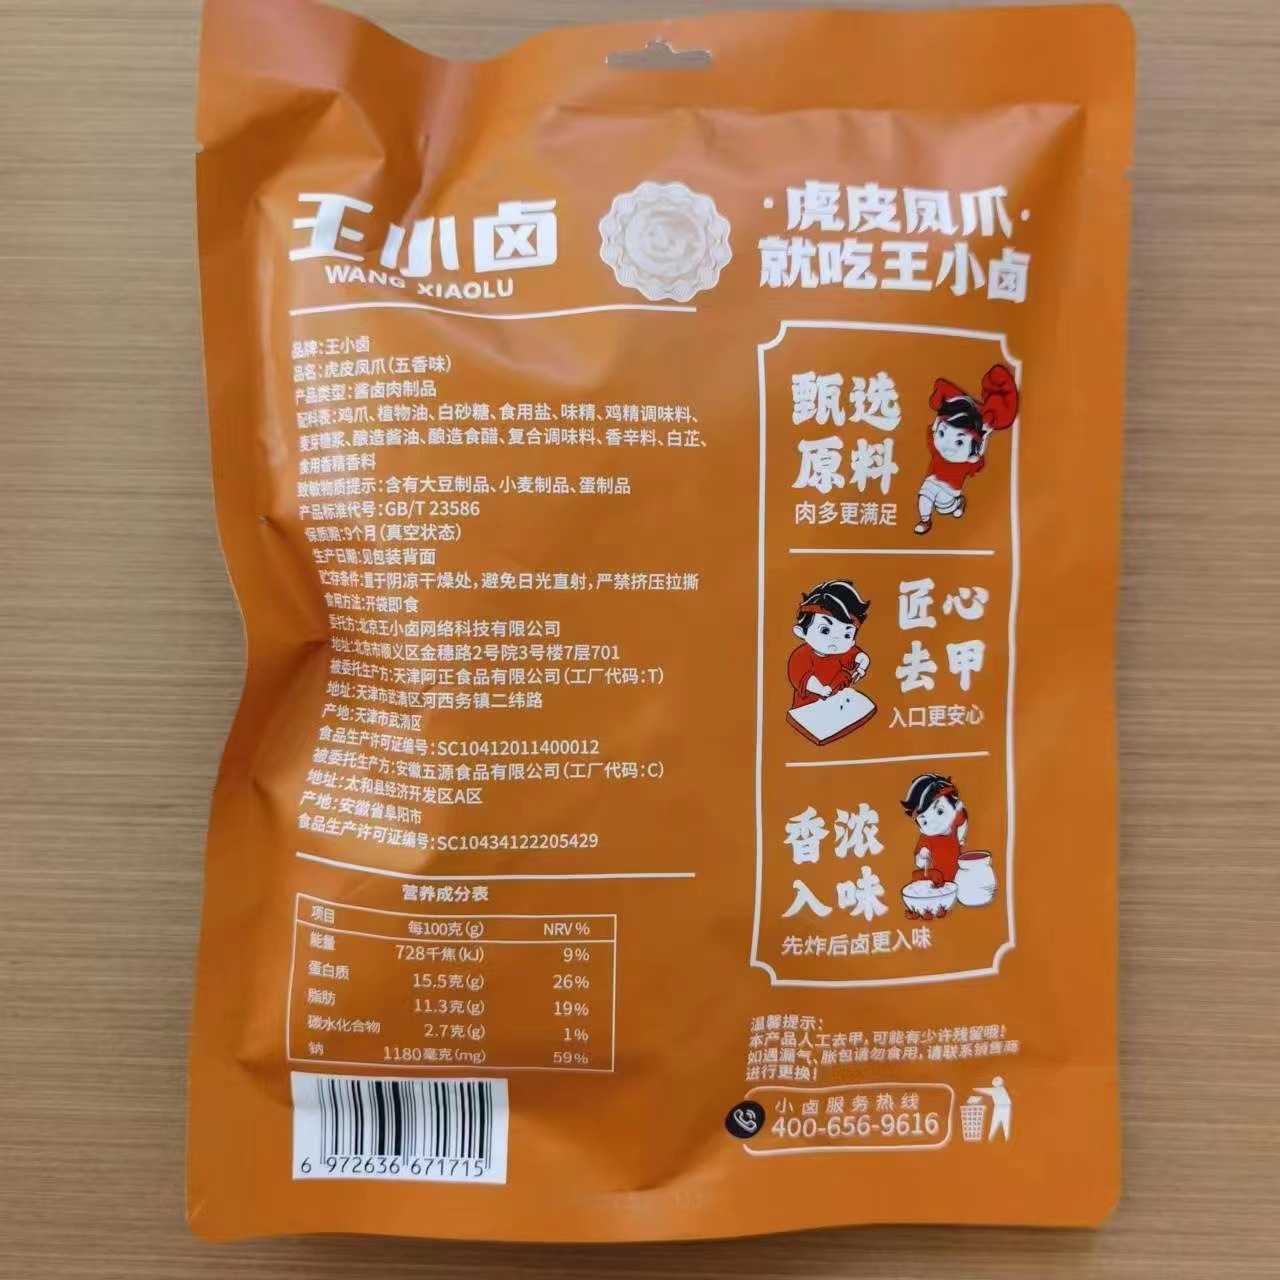 王小卤
WANG XIAOLU
品牌：王小卤
品名：虎皮凤爪（五香味）
产品类型：酱卤肉制品
配料表：鸡爪、植物油、白砂糖、食用盐、味精、鸡精调味料、
麦芽糖浆、酿造酱油、酿造食醋、复合调味料、香辛料、白芷、
食用香精香料
致敏物质提示：含有大豆制品、小麦制品、蛋制品
产品标准代号：GB/T 23586
保质期：9个月（真空状态）
生产日期：见包装背面
贮存条件：置于阴凉干燥处，避免日光直射，严禁挤压拉撕
食用方法：开袋即食
委托方：北京王小卤网络科技有限公司
地址：北京市顺义区金穗路2号院3号楼7层701
被委托生产方：天津阿正食品有限公司（工厂代码：T）
地址：天津市武清区河西务镇二纬路
产地：天津市武清区
食品生产许可证编号：SC10412011400012
被委托生产方：安徽五源食品有限公司（工厂代码：C）
地址：太和县经济开发区A区
产地：安徽省阜阳市
食品生产许可证编号：SC10434122205429
营养成分表
项目 每100克(g) NRV%
能量 728千焦(kJ) 9%
蛋白质 15.5克(g) 26%
脂肪 11.3克(g) 19%
碳水化合物 2.7克(g) 1%
钠 1180毫克(mg) 59%
6 972636 671715
·虎皮凤爪·
就吃王小卤
甄选
原料
肉多更满足
匠心
去甲
入口更安心
香浓
入味
先炸后卤更入味
温馨提示：
本产品人工去甲，可能有少许残留哦！
如遇漏气、胀包请勿食用，请联系销售商
进行更换！
小卤服务热线
400-656-9616